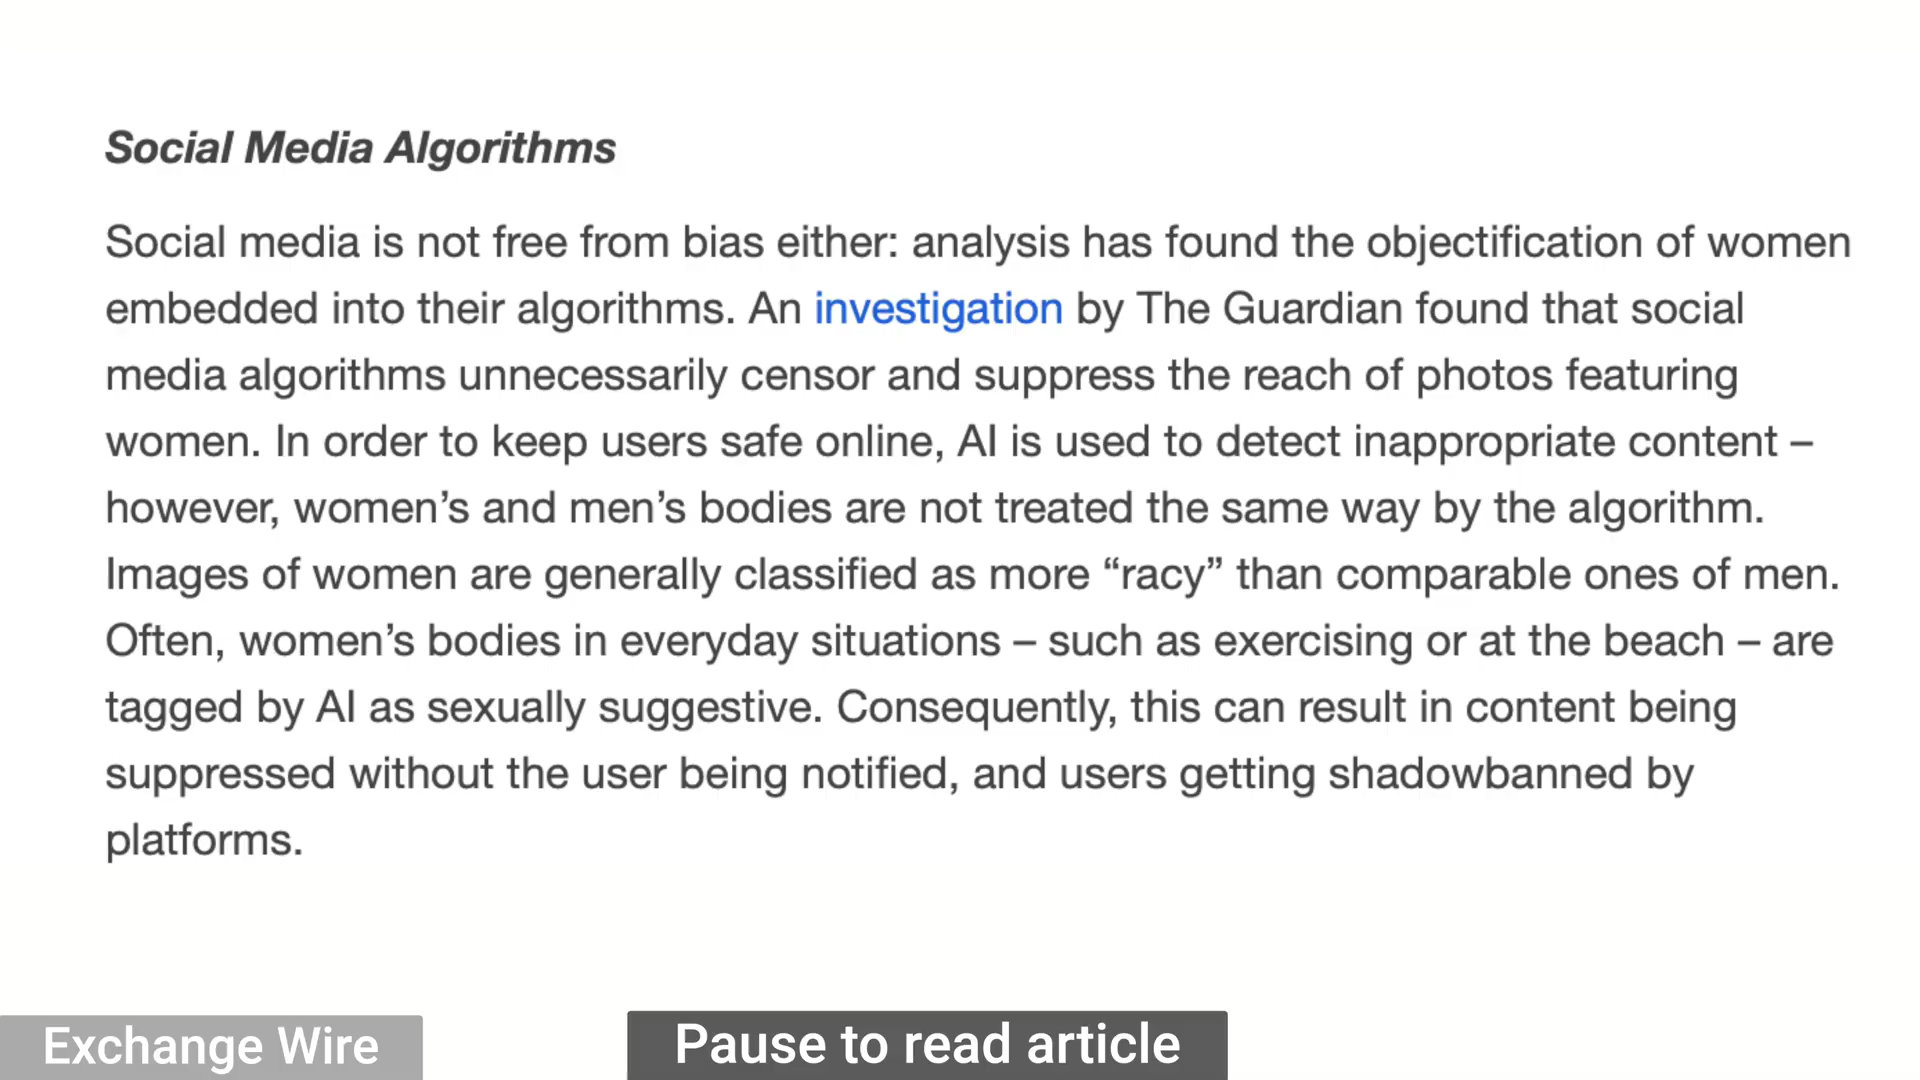 Social Media Algorithms
Social media is not free from bias either: analysis has found the objectification of women
embedded into their algorithms. An investigation by The Guardian found that social
media algorithms unnecessarily censor and suppress the reach of photos featuring
women. In order to keep users safe online, AI is used to detect inappropriate content –
however, women’s and men’s bodies are not treated the same way by the algorithm.
Images of women are generally classified as more “racy” than comparable ones of men.
Often, women’s bodies in everyday situations – such as exercising or at the beach – are
tagged by AI as sexually suggestive. Consequently, this can result in content being
suppressed without the user being notified, and users getting shadowbanned by
platforms.
Exchange Wire
Pause to read article